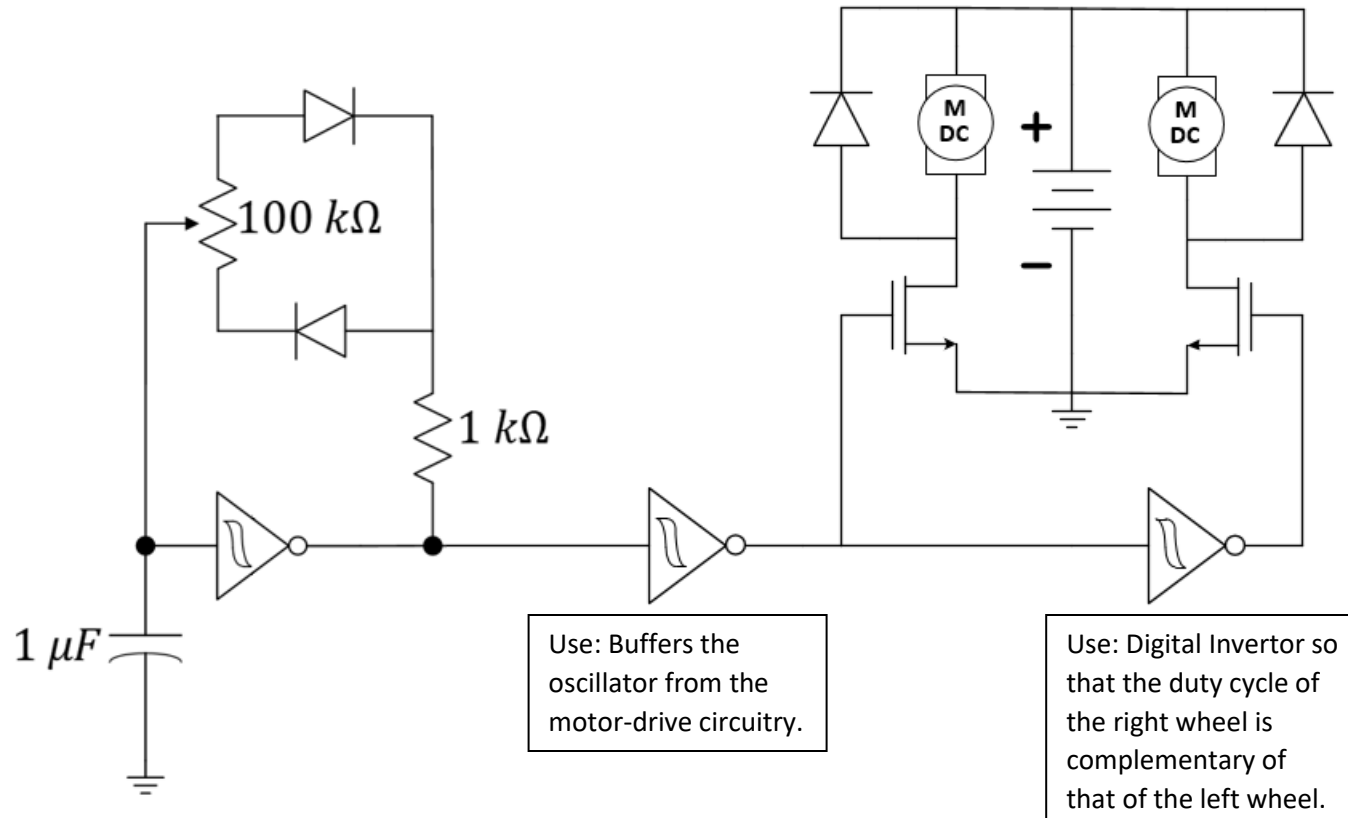 100 kΩ
1 kΩ
1 μF
M
DC
+
−
M
DC
Use: Buffers the
oscillator from the
motor-drive circuitry.
Use: Digital Invertor so
that the duty cycle of
the right wheel is
complementary of
that of the left wheel.